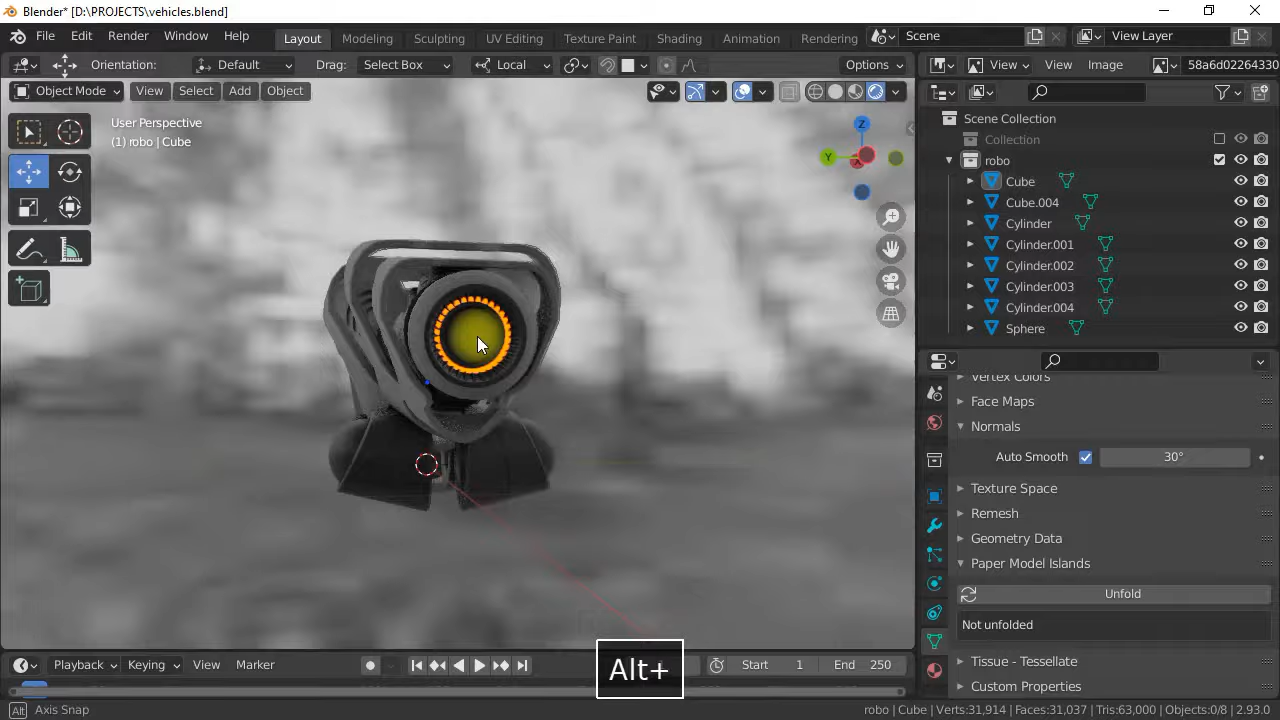 Blender* [D:\PROJECTS\vehicles.blend]
File Edit Render Window Help Layout Modeling Sculpting UV Editing Texture Paint Shading Animation Rendering Scene View Layer
Orientation: Default Drag: Select Box Local Options View View Image 58a6d02264330
Object Mode View Select Add Object
User Perspective
(1) robo | Cube
Z
Y
X
Scene Collection
Collection
robo
Cube
Cube.004
Cylinder
Cylinder.001
Cylinder.002
Cylinder.003
Cylinder.004
Sphere
Vertex Colors
Face Maps
Normals
Auto Smooth 30°
Texture Space
Remesh
Geometry Data
Paper Model Islands
Unfold
Not unfolded
Tissue - Tessellate
Custom Properties
Alt+
Playback Keying View Marker Start 1 End 250
Alt Axis Snap robo | Cube | Verts:31,914 | Faces:31,037 | Tris:63,000 | Objects:0/8 | 2.93.0